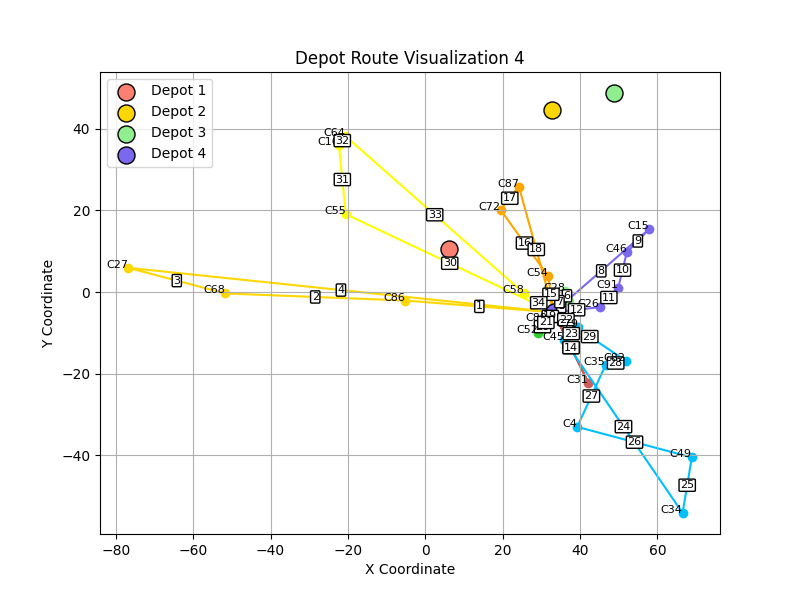 Depot Route Visualization 4
Depot 1
Depot 2
Depot 3
Depot 4
Y Coordinate
X Coordinate
40
20
0
−20
−40
−80
−60
−40
−20
0
20
40
60
C64
32
31
C55
33
30
C87
17
C72
16
18
C54
C15
9
C46
8
10
C91
11
C26
12
C27
3
C68
2
4
C86
1
C58
34
15
C28
6
7
21
22
23
C52
C45
14
29
C35
28
C31
27
C4
24
26
C49
25
C34